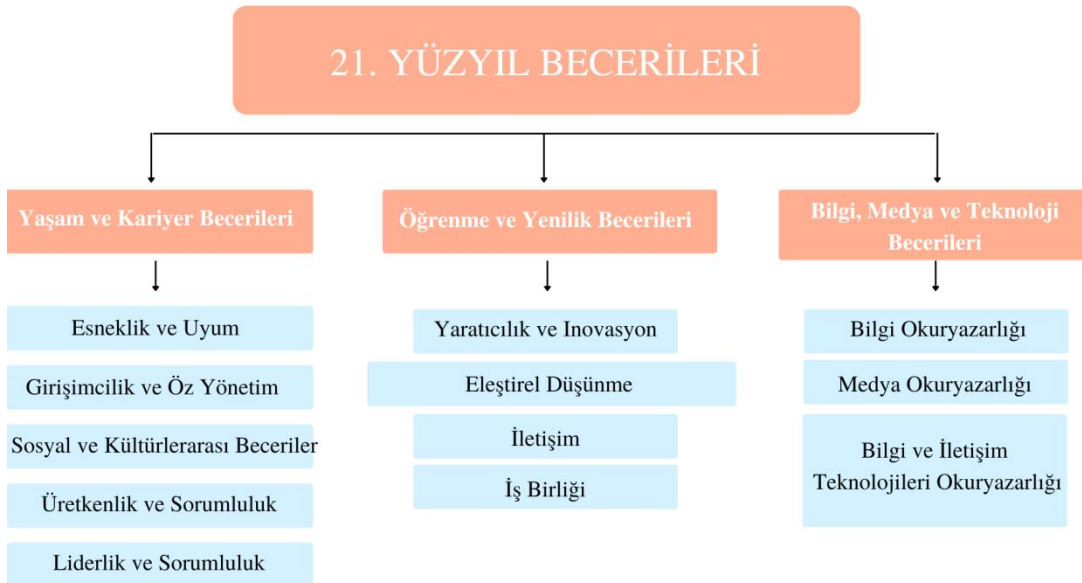 21. YÜZYIL BECERİLERİ
Yaşam ve Kariyer Becerileri
Esneklik ve Uyum
Girişimcilik ve Öz Yönetim
Sosyal ve Kültürlerarası Beceriler
Üretkenlik ve Sorumluluk
Liderlik ve Sorumluluk
Öğrenme ve Yenilik Becerileri
Yaratıcılık ve Inovasyon
Eleştirel Düşünme
İletişim
İş Birliği
Bilgi, Medya ve Teknoloji
Becerileri
Bilgi Okuryazarlığı
Medya Okuryazarlığı
Bilgi ve İletişim
Teknolojileri Okuryazarlığı